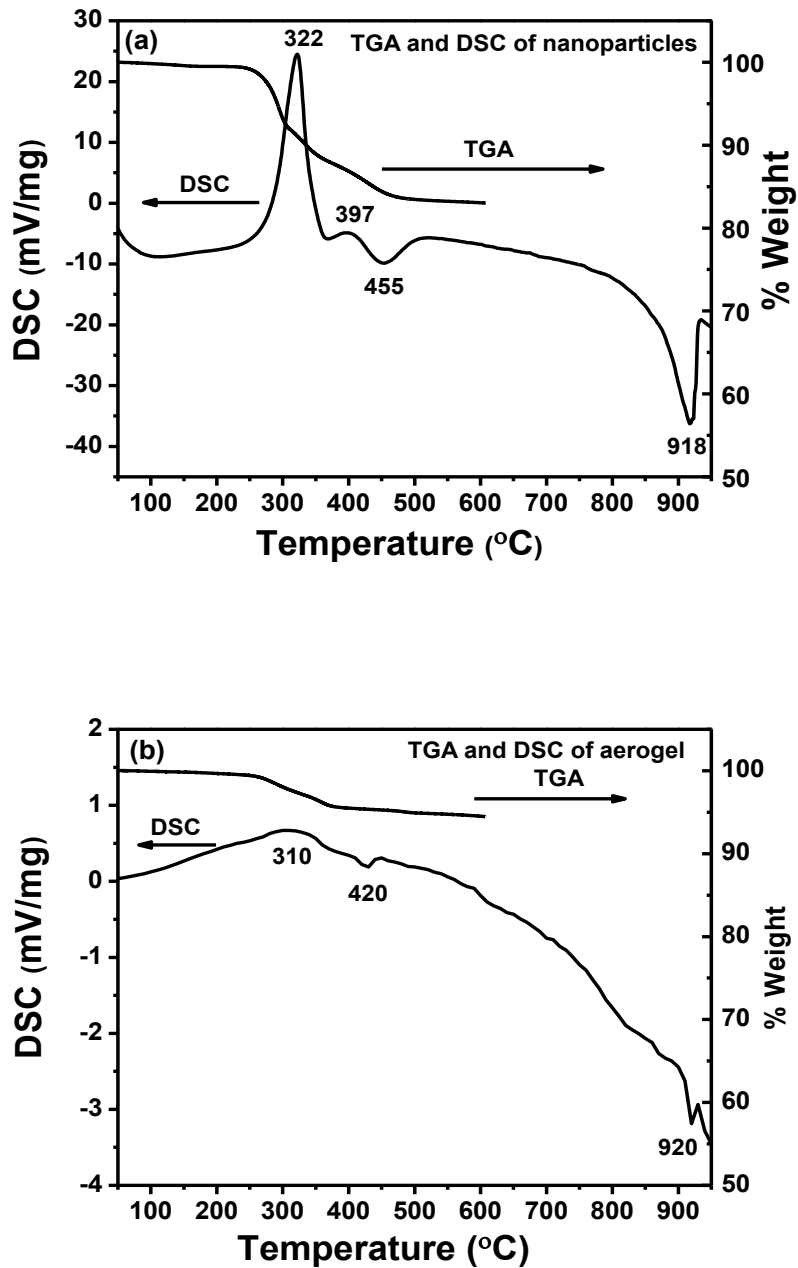 (a)
322
TGA and DSC of nanoparticles
TGA
DSC
397
455
918
30
20
10
0
-10
-20
-30
-40
DSC (mV/mg)
100
90
80
70
60
50
% Weight
100 200 300 400 500 600 700 800 900
Temperature (°C)
(b)
TGA and DSC of aerogel
TGA
DSC
310
420
920
2
1
0
-1
-2
-3
-4
DSC (mV/mg)
100
90
80
70
60
50
% Weight
100 200 300 400 500 600 700 800 900
Temperature (°C)